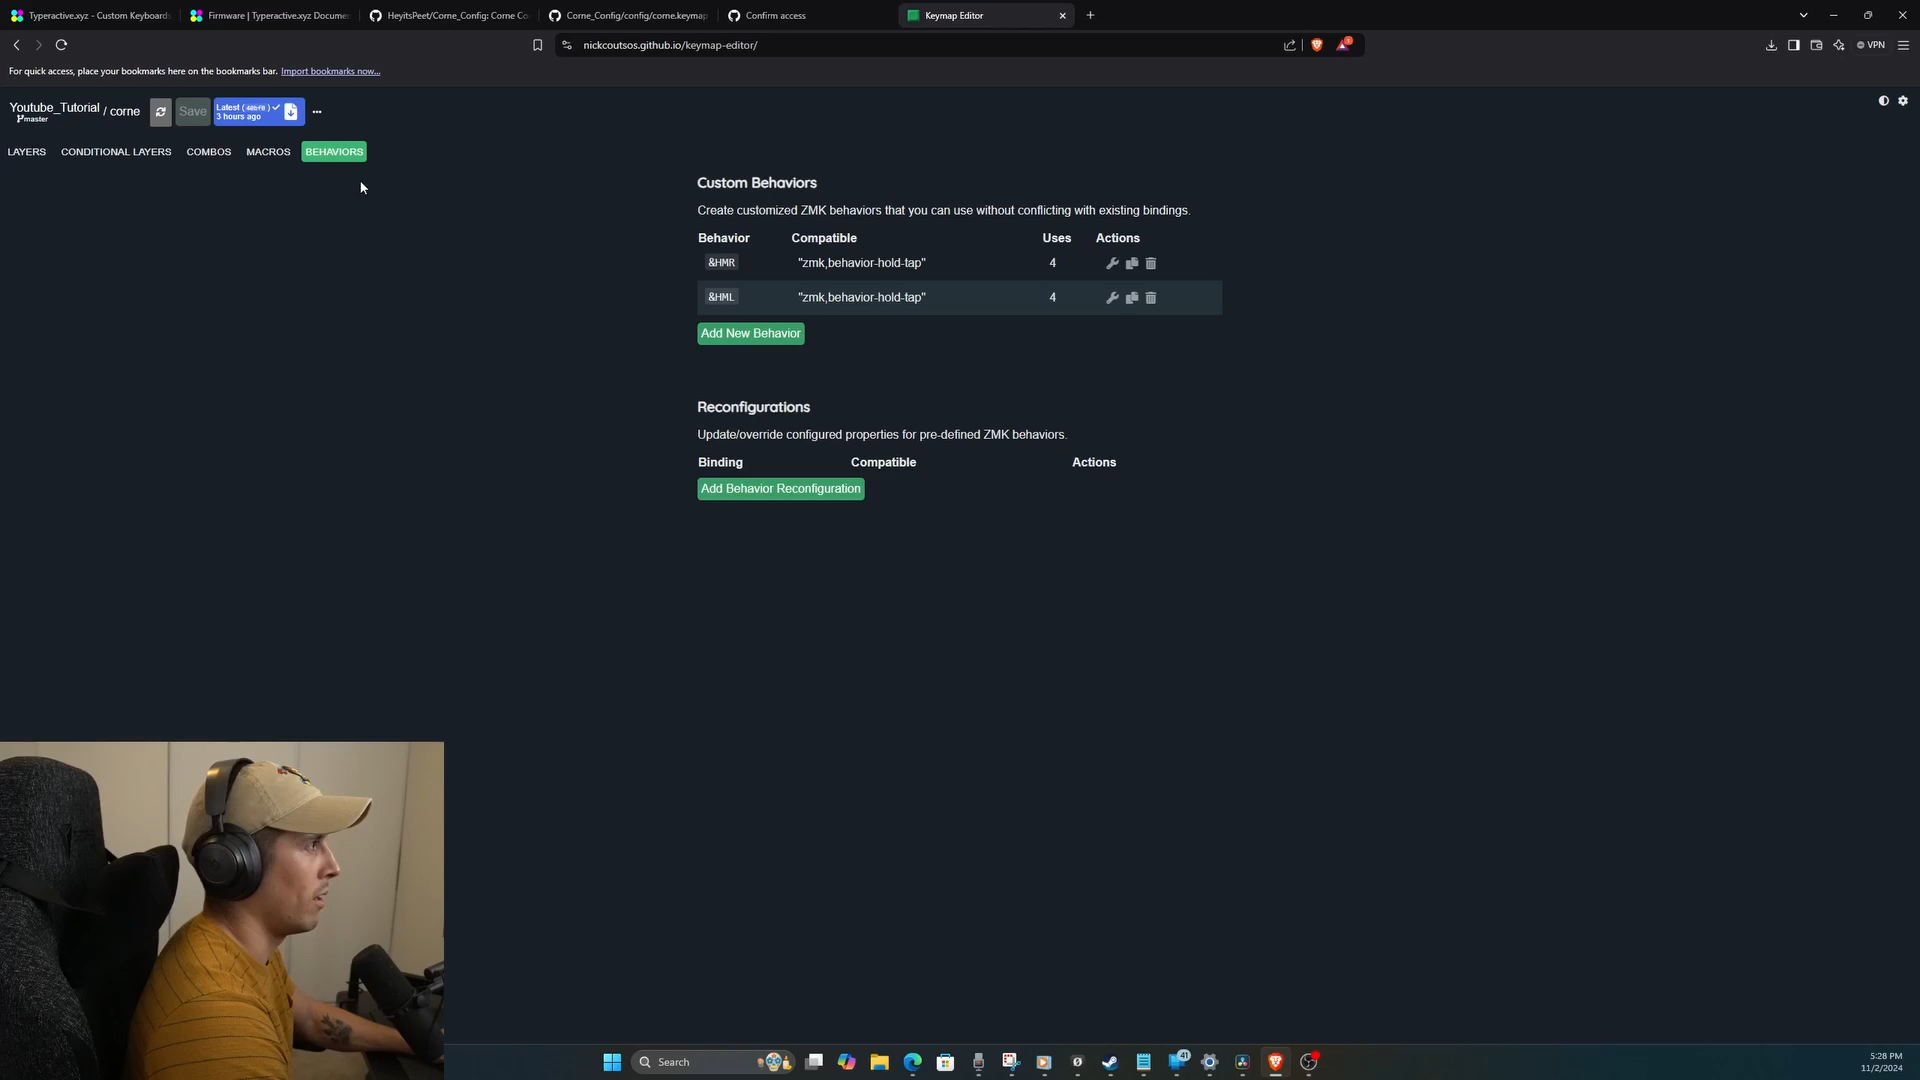 Typeractive.xyz - Custom Keyboards
Firmware | Typeractive.xyz Documen
HeyitsPeet/Corne_Config: Corne Co
Corne_Config/config/corne.keymap
Confirm access
Keymap Editor
nickcoutsos.github.io/keymap-editor/
1
VPN
For quick access, place your bookmarks here on the bookmarks bar. Import bookmarks now...
Youtube_Tutorial / corne
master
Save
Latest ( ) ✓
3 hours ago
LAYERS
CONDITIONAL LAYERS
COMBOS
MACROS
BEHAVIORS
Custom Behaviors
Create customized ZMK behaviors that you can use without conflicting with existing bindings.
Behavior Compatible Uses Actions
&HMR "zmk,behavior-hold-tap" 4
&HML "zmk,behavior-hold-tap" 4
Add New Behavior
Reconfigurations
Update/override configured properties for pre-defined ZMK behaviors.
Binding Compatible Actions
Add Behavior Reconfiguration
Search
41
5:28 PM
11/2/2024